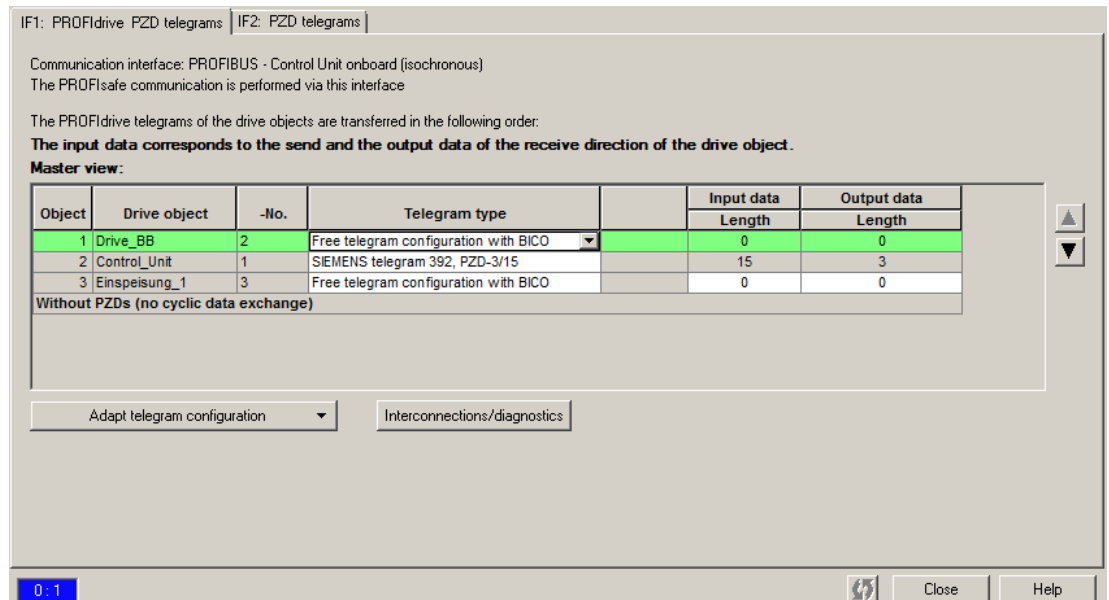 IF1: PROFIdrive PZD telegrams IF2: PZD telegrams
Communication interface: PROFIBUS - Control Unit onboard (isochronous)
The PROFIsafe communication is performed via this interface
The PROFIdrive telegrams of the drive objects are transferred in the following order:
The input data corresponds to the send and the output data of the receive direction of the drive object.
Master view:
Object Drive object -No. Telegram type Input data Output data
Length Length
1 Drive_BB 2 Free telegram configuration with BICO 0 0
2 Control_Unit 1 SIEMENS telegram 392, PZD-3/15 15 3
3 Einspeisung_1 3 Free telegram configuration with BICO 0 0
Without PZDs (no cyclic data exchange)
Adapt telegram configuration Interconnections/diagnostics
0 : 1 Close Help